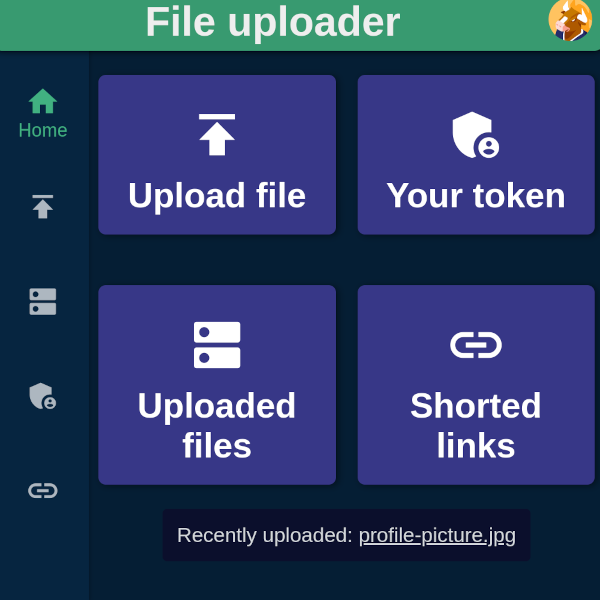 File uploader
Home
Upload file
Your token
Uploaded
files
Shorted
links
Recently uploaded: profile-picture.jpg